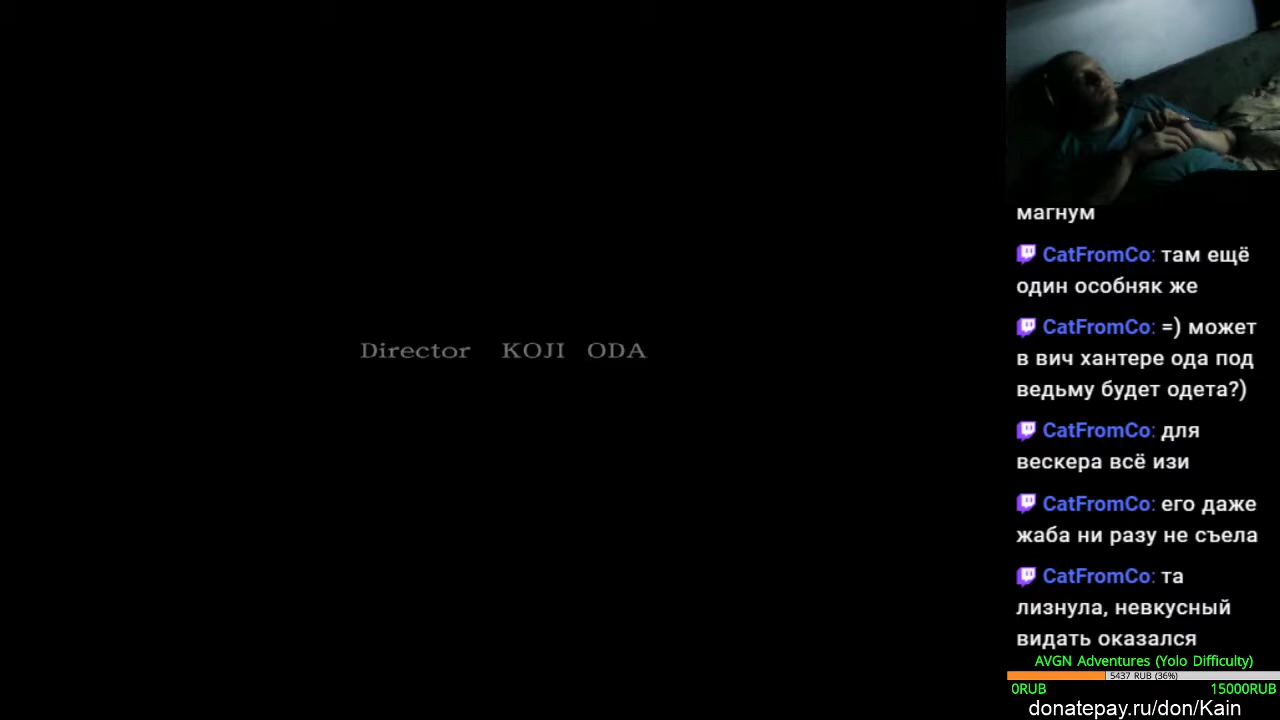 Director KOJI ODA
магнум
CatFromCo: там ещё
один особняк же
CatFromCo: =) может
в вич хантере ода под
ведьму будет одета?)
CatFromCo: для
вескера всё изи
CatFromCo: его даже
жаба ни разу не съела
CatFromCo: та
лизнула, невкусный
видать оказался
AVGN Adventures (Yolo Difficulty)
5437 RUB (36%)
0RUB 15000RUB
donatepay.ru/don/Kain